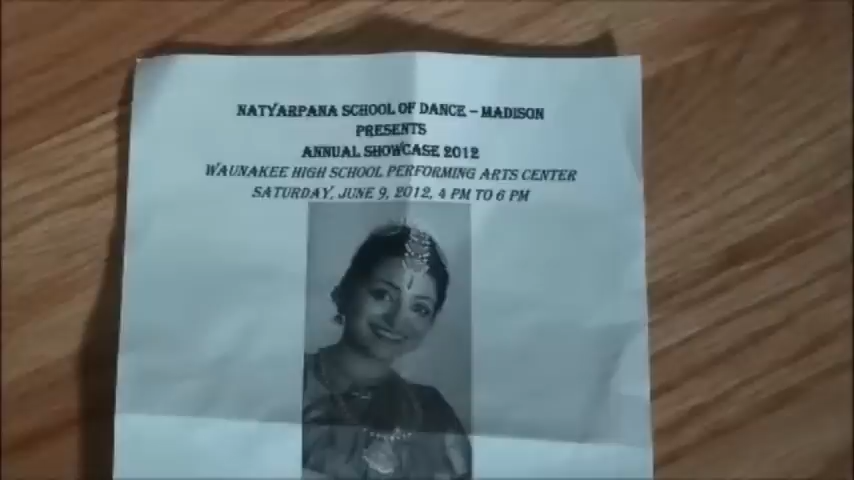 NATYARPANA SCHOOL OF DANCE – MADISON
PRESENTS
ANNUAL SHOWCASE 2012
WAUNAKEE HIGH SCHOOL PERFORMING ARTS CENTER
SATURDAY, JUNE 9, 2012, 4 PM TO 6 PM